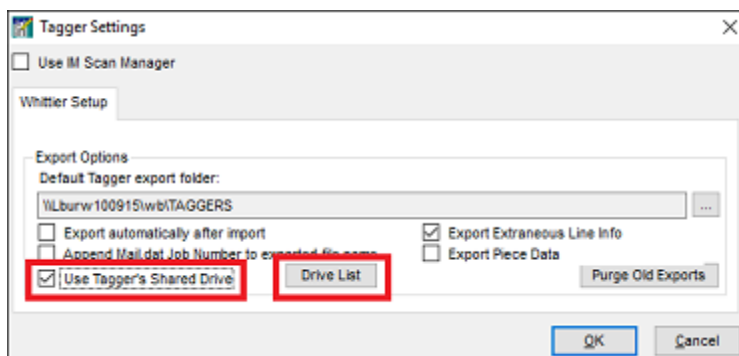 Tagger Settings
Use IM Scan Manager
Whittier Setup
Export Options
Default Tagger export folder:
\\Lburw100915\wb\TAGGERS
...
Export automatically after import
Export Extraneous Line Info
Append Mail.dat Job Number to exported file name
Export Piece Data
Use Tagger's Shared Drive
Drive List
Purge Old Exports
OK
Cancel